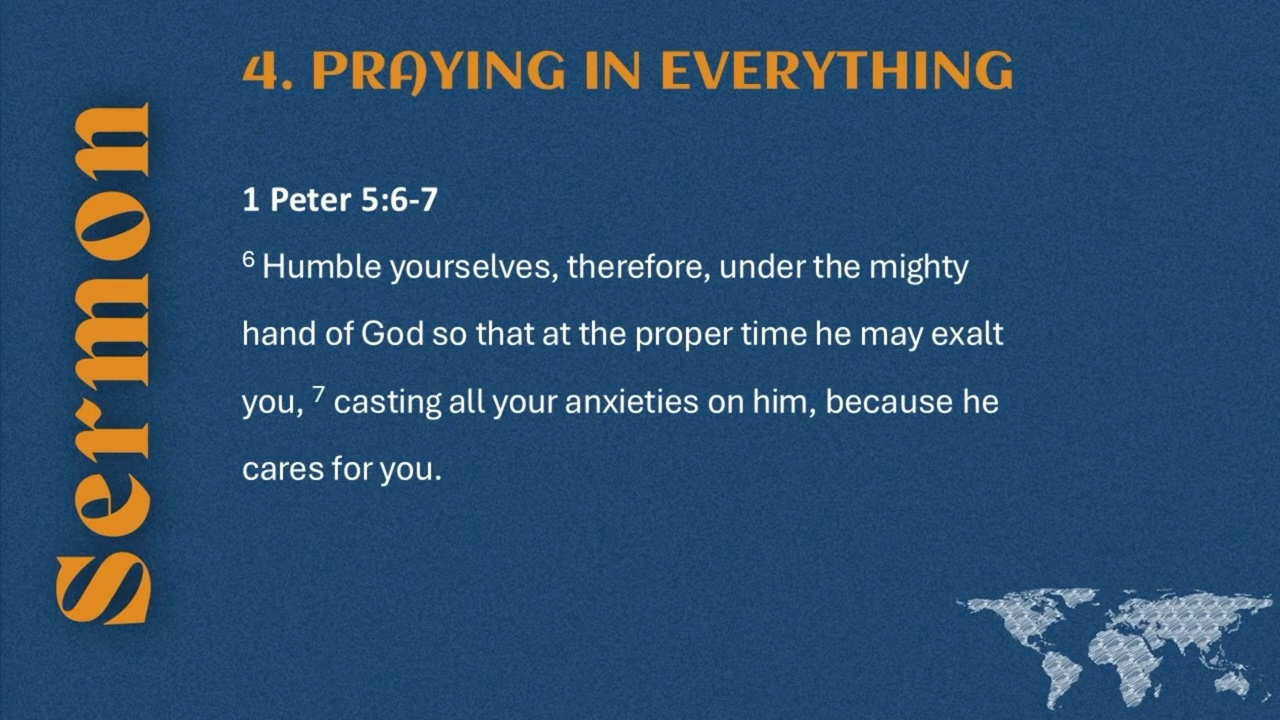 Sermon
4. PRAYING IN EVERYTHING
1 Peter 5:6-7
⁶ Humble yourselves, therefore, under the mighty
hand of God so that at the proper time he may exalt
you, ⁷ casting all your anxieties on him, because he
cares for you.